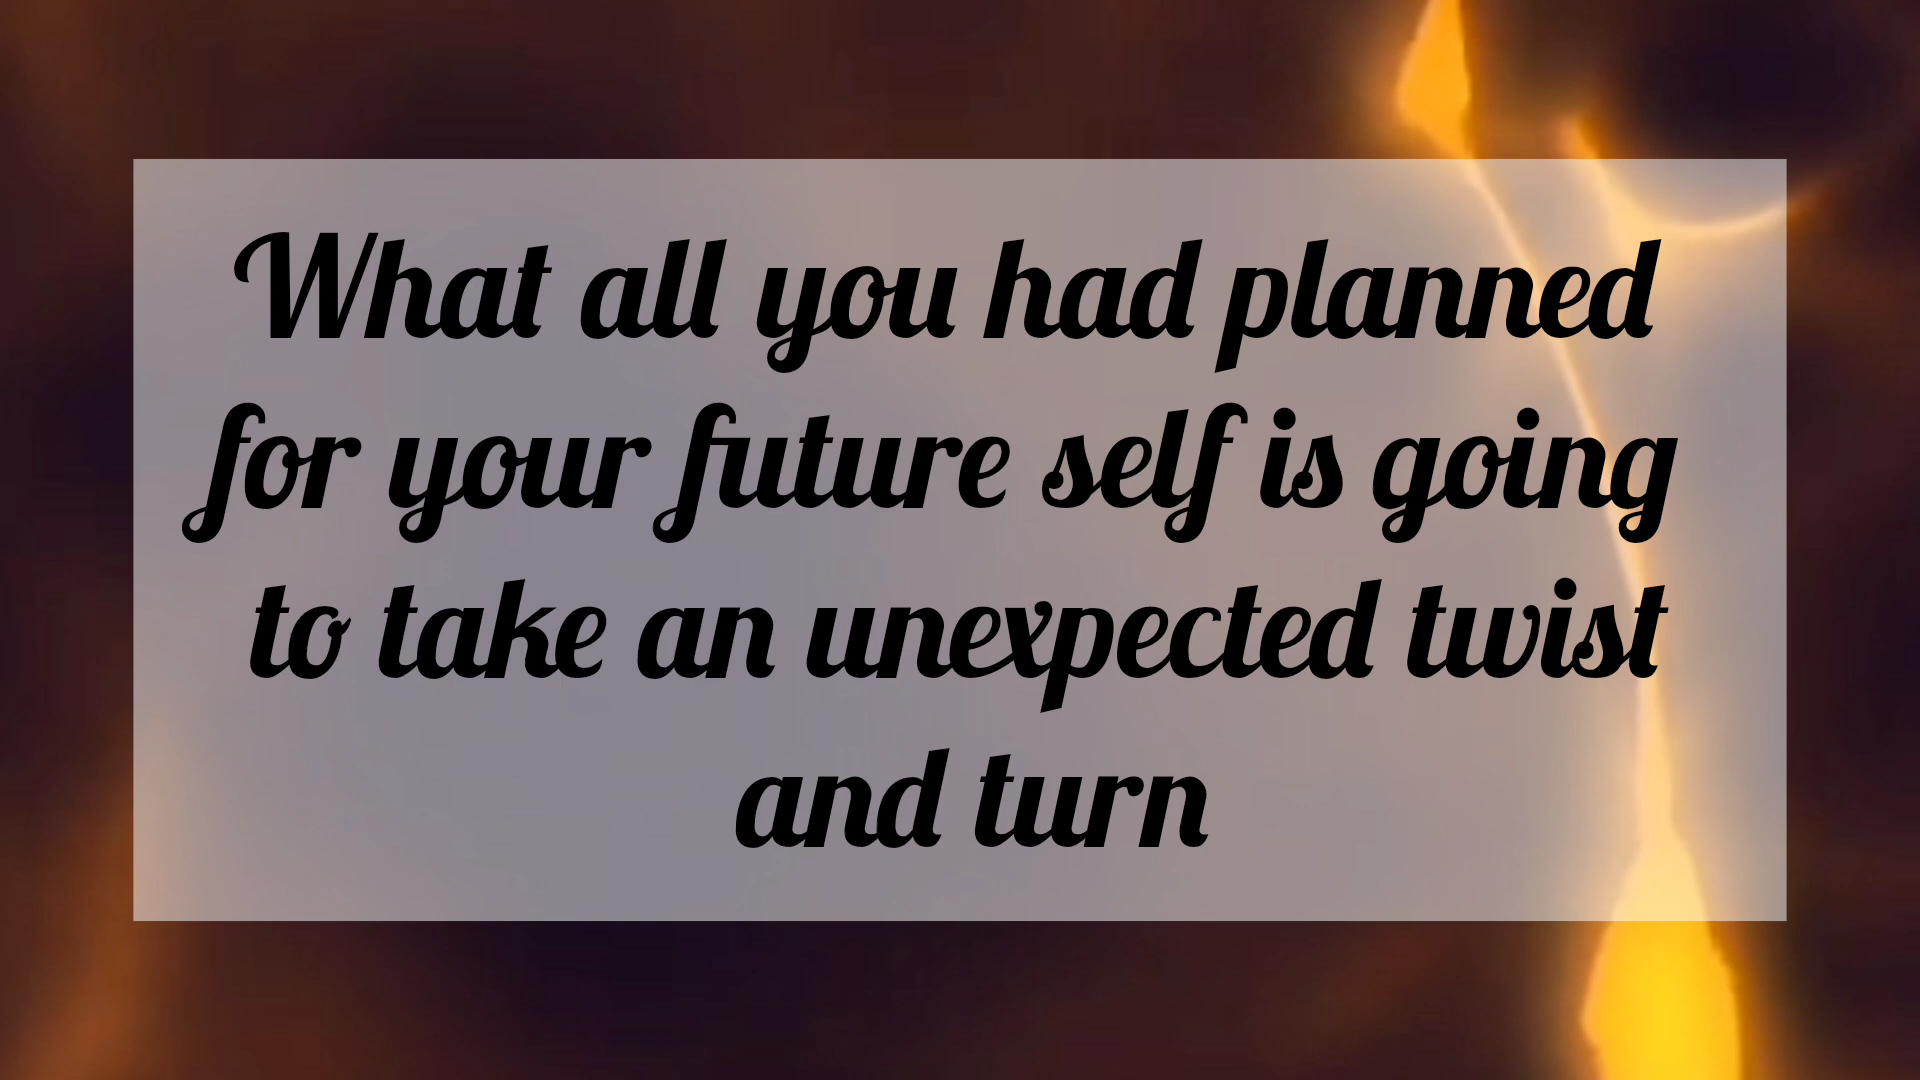 What all you had planned
for your future self is going
to take an unexpected twist
and turn